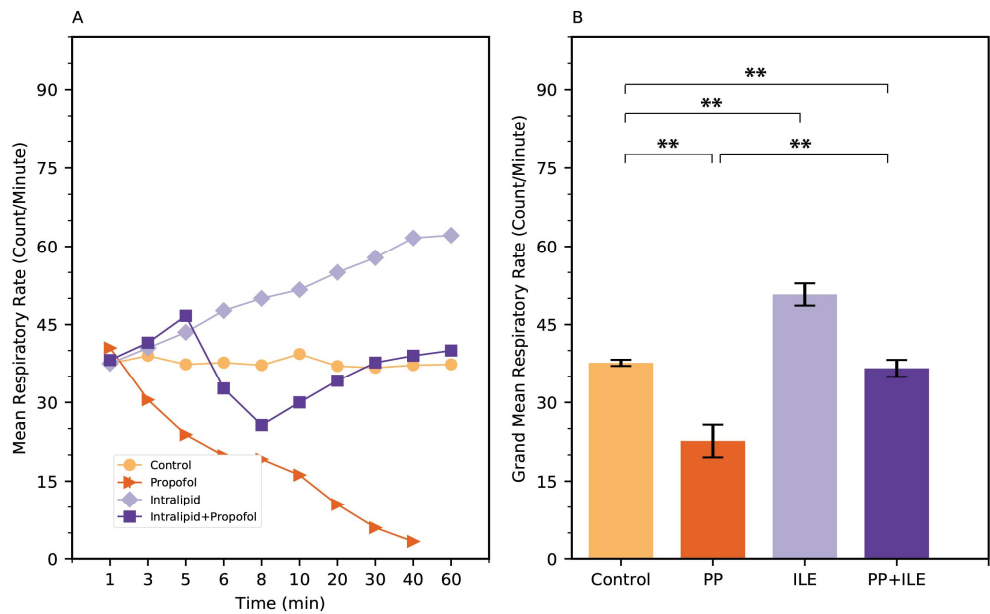 A
Mean Respiratory Rate (Count/Minute)
90
75
60
45
30
15
0
Control
Propofol
Intralipid
Intralipid+Propofol
1 3 5 6 8 10 20 30 40 60
Time (min)
B
Grand Mean Respiratory Rate (Count/Minute)
90
75
60
45
30
15
0
**
**
** **
Control PP ILE PP+ILE